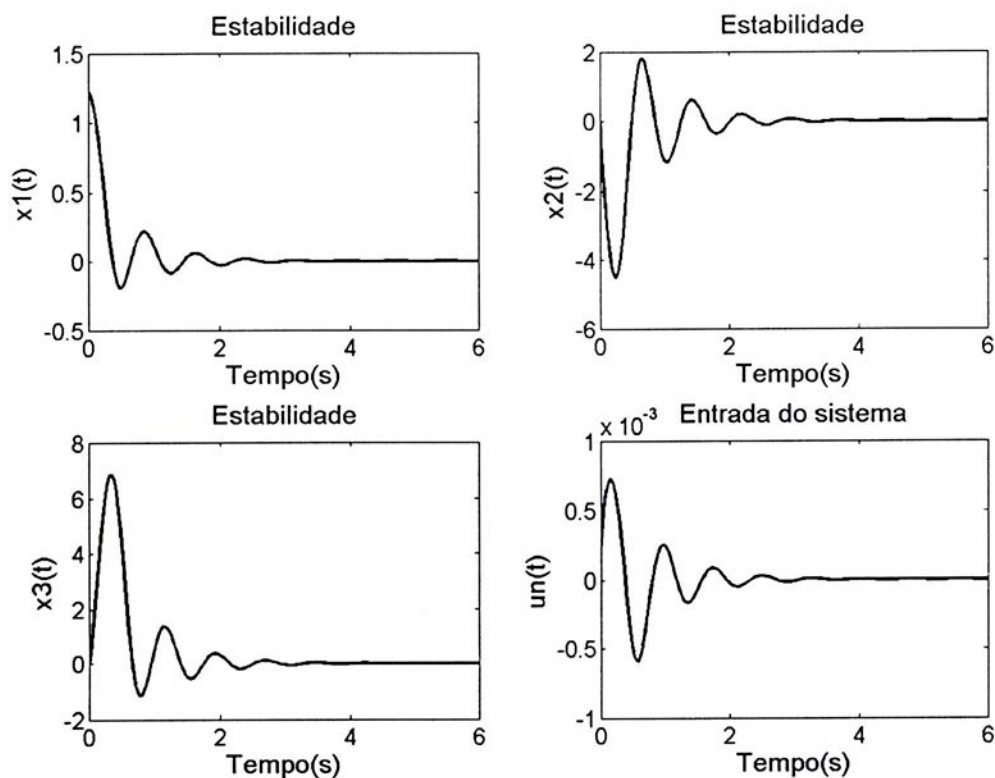 Estabilidade
1.5
1
0.5
0
-0.5
x1(t)
0 2 4 6
Tempo(s)
Estabilidade
2
0
-2
-4
-6
x2(t)
0 2 4 6
Tempo(s)
Estabilidade
8
6
4
2
0
-2
x3(t)
0 2 4 6
Tempo(s)
Entrada do sistema
x 10-3
1
0.5
0
-0.5
-1
un(t)
0 2 4 6
Tempo(s)